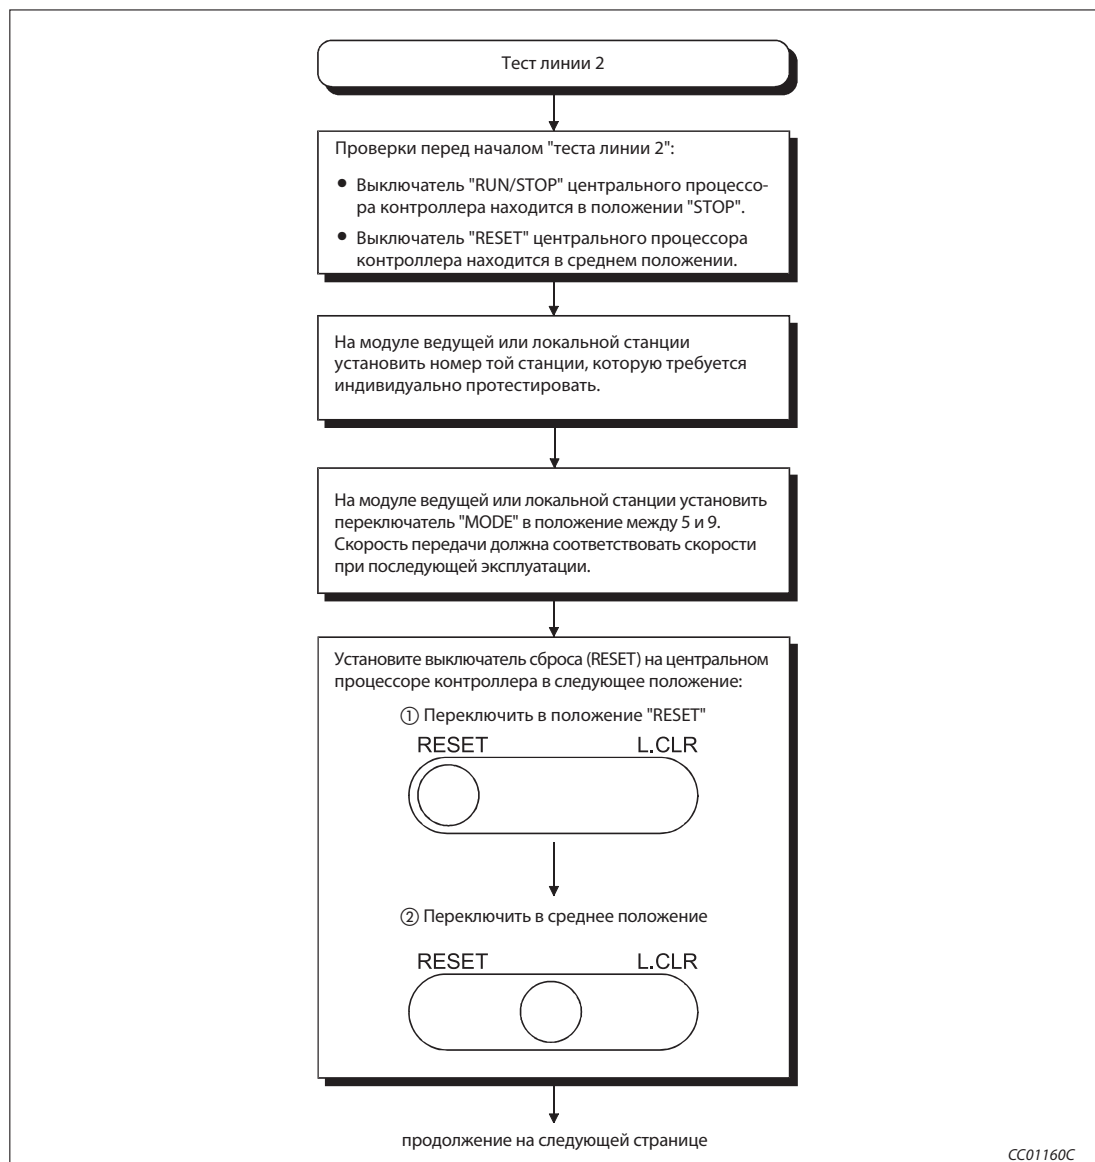 Тест линии 2
Проверки перед началом "теста линии 2":
• Выключатель "RUN/STOP" центрального процессо-
ра контроллера находится в положении "STOP".
• Выключатель "RESET" центрального процессора
контроллера находится в среднем положении.
На модуле ведущей или локальной станции
установить номер той станции, которую требуется
индивидуально протестировать.
На модуле ведущей или локальной станции установить
переключатель "MODE" в положение между 5 и 9.
Скорость передачи должна соответствовать скорости
при последующей эксплуатации.
Установите выключатель сброса (RESET) на центральном
процессоре контроллера в следующее положение:
① Переключить в положение "RESET"
RESET L.CLR
② Переключить в среднее положение
RESET L.CLR
продолжение на следующей странице
CC01160C